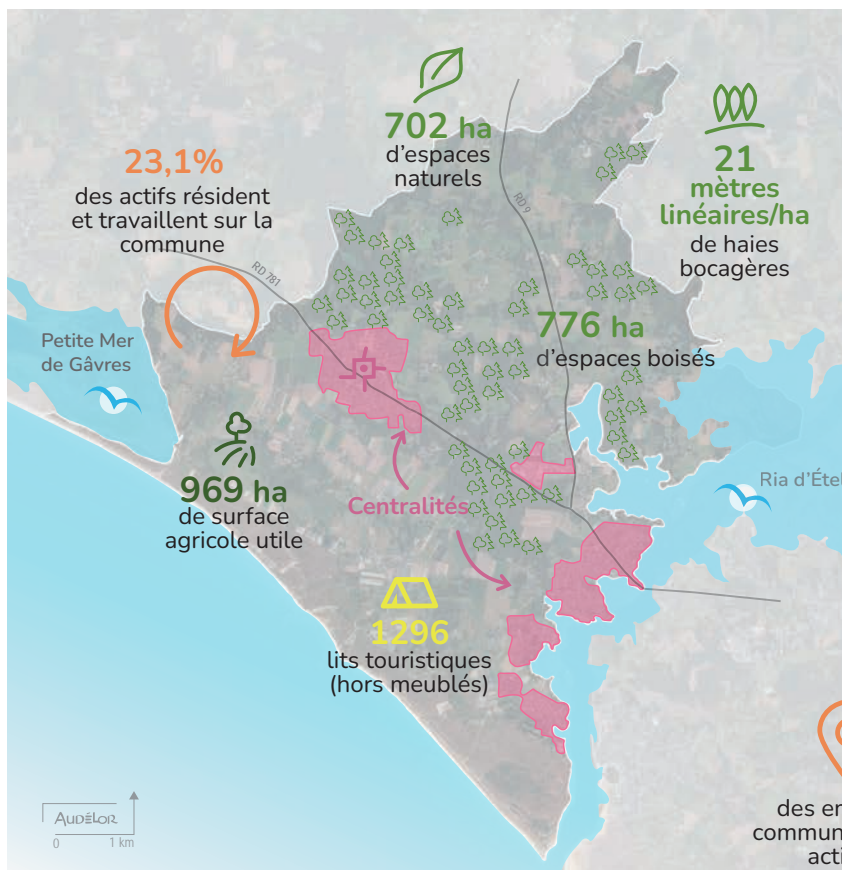 702 ha
d'espaces
naturels
21
mètres
linéaires/ha
de haies
bocagères
23,1%
des actifs résident
et travaillent sur la
commune
RD 9
RD 781
Petite Mer
de Gâvres
776 ha
d'espaces boisés
969 ha
de surface
agricole utile
Centralités
Ria d'Étel
1296
lits touristiques
(hors meublés)
AUDÉLOR
0 1 km
des em
commun
acti